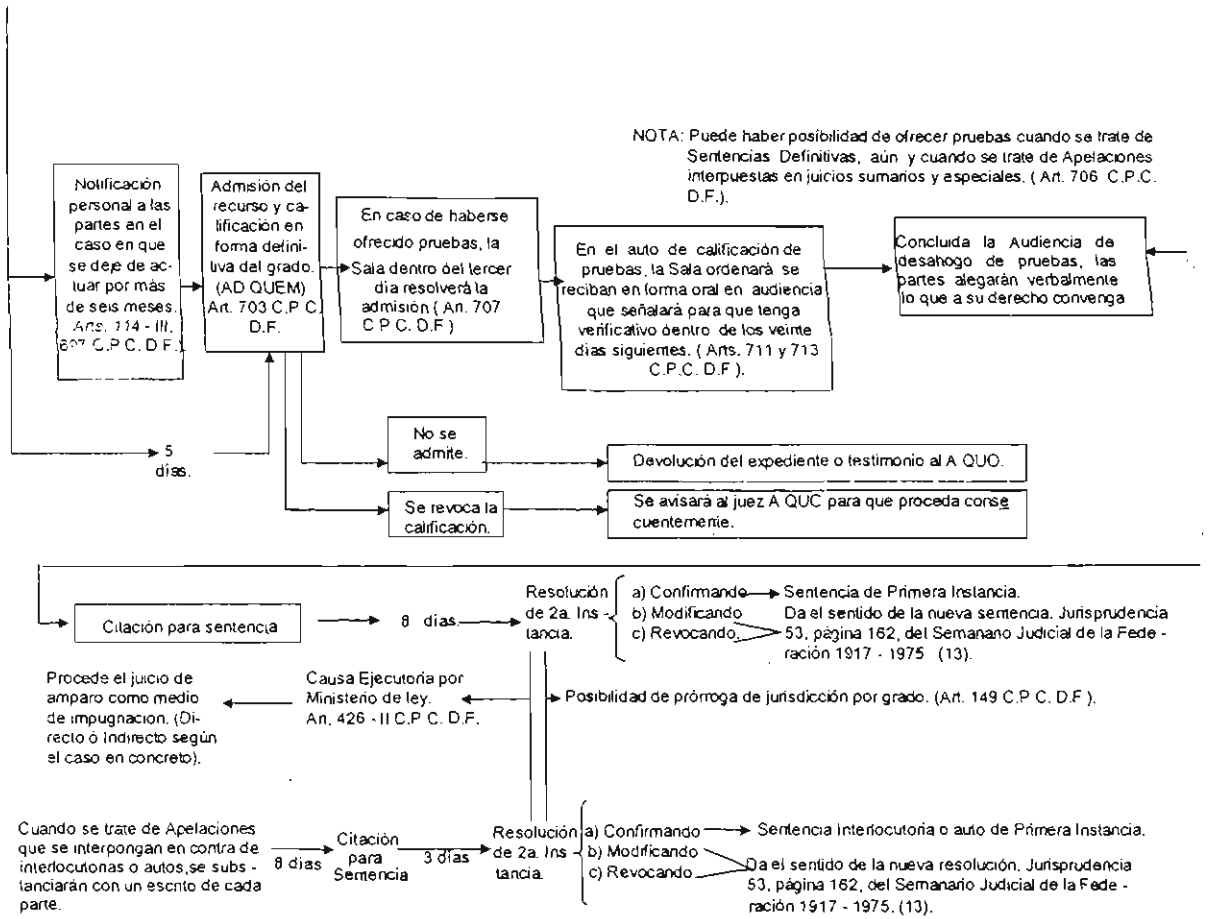 NOTA: Puede haber posibilidad de ofrecer pruebas cuando se trate de
Sentencias Definitivas, aún y cuando se trate de Apelaciones
interpuestas en juicios sumarios y especiales. ( Art. 706 C.P.C.
D.F.).
Notificación
personal a las
partes en el
caso en que
se deje de ac-
tuar por más
de seis meses.
Arts. 114 - III.
697 C.P.C. D.F.)
Admisión del
recurso y ca-
lificación en
forma defini-
tiva del grado.
(AD QUEM)
Art. 703 C.P.C.
D.F.
En caso de haberse
ofrecido pruebas, la
Sala dentro del tercer
día resolverá la
admisión ( Art. 707
C.P.C. D.F.)
En el auto de calificación de
pruebas, la Sala ordenará se
reciban en forma oral en audiencia
que señalará para que tenga
verificativo dentro de los veinte
días siguientes. ( Arts. 711 y 713
C.P.C. D.F ).
Concluida la Audiencia de
desahogo de pruebas, las
partes alegarán verbalmente
lo que a su derecho convenga
5
días.
No se
admite.
Devolución del expediente o testimonio al A QUO.
Se revoca la
calificación.
Se avisará al juez A QUC para que proceda conse
cuentemente.
Citación para sentencia
8 días.
Resolución
de 2a. Ins -
tancia.
a) Confirmando
b) Modificando
c) Revocando.
Sentencia de Primera Instancia.
Da el sentido de la nueva sentencia. Jurisprudencia
53, página 162, del Semanario Judicial de la Fede -
ración 1917 - 1975 (13).
Procede el juicio de
amparo como medio
de impugnación. (Di-
recto ó Indirecto según
el caso en concreto).
Causa Ejecutoria por
Ministerio de ley.
Art. 426 - II C.P.C. D.F.
Posibilidad de prórroga de jurisdicción por grado. (Art. 149 C.P.C. D.F ).
Cuando se trate de Apelaciones
que se interpongan en contra de
interlocutorias o autos, se subs -
tanciarán con un escrito de cada
parte.
8 días
Citación
para
Sentencia
3 días
Resolución
de 2a. Ins -
tancia.
a) Confirmando
b) Modificando
c) Revocando
Sentencia Interlocutoria o auto de Primera Instancia.
Da el sentido de la nueva resolución. Jurisprudencia
53, página 162, del Semanario Judicial de la Fede -
ración 1917 - 1975. (13).